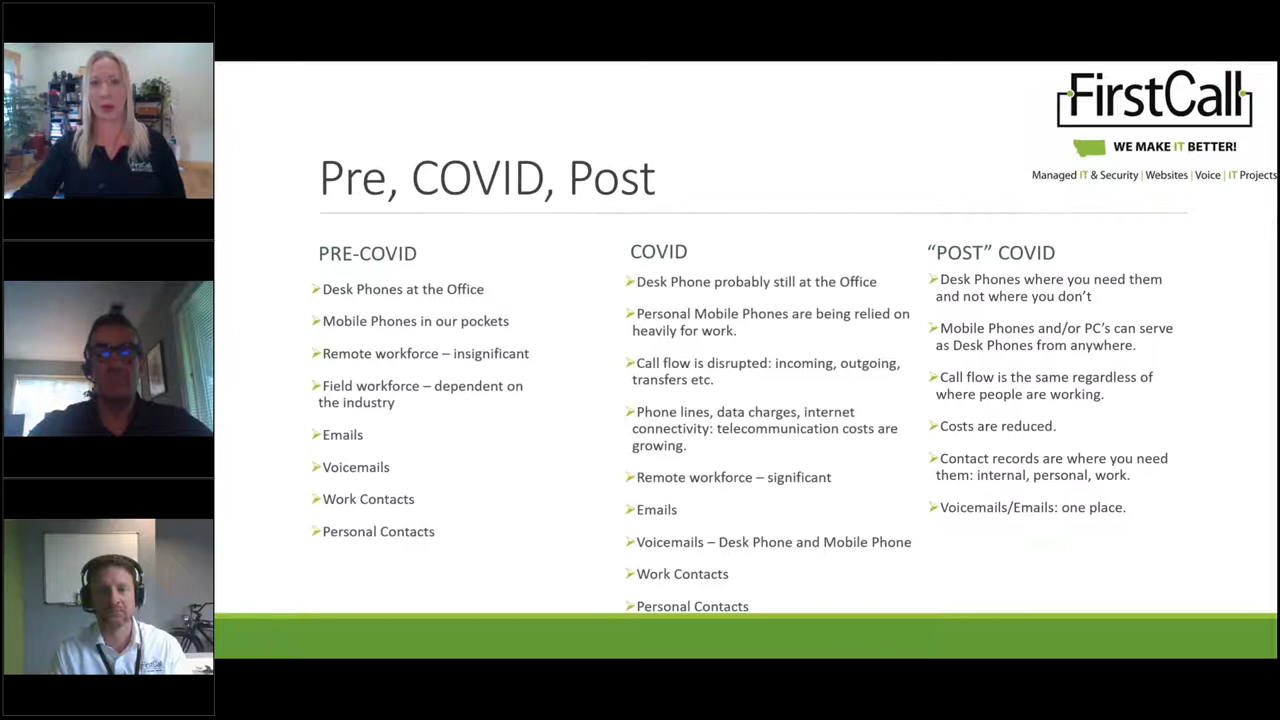 FirstCall
WE MAKE IT BETTER!
Managed IT & Security | Websites | Voice | IT Projects
Pre, COVID, Post
PRE-COVID
➢Desk Phones at the Office
➢Mobile Phones in our pockets
➢Remote workforce – insignificant
➢Field workforce – dependent on
the industry
➢Emails
➢Voicemails
➢Work Contacts
➢Personal Contacts
COVID
➢Desk Phone probably still at the Office
➢Personal Mobile Phones are being relied on
heavily for work.
➢Call flow is disrupted: incoming, outgoing,
transfers etc.
➢Phone lines, data charges, internet
connectivity: telecommunication costs are
growing.
➢Remote workforce – significant
➢Emails
➢Voicemails – Desk Phone and Mobile Phone
➢Work Contacts
➢Personal Contacts
“POST” COVID
➢Desk Phones where you need them
and not where you don’t
➢Mobile Phones and/or PC’s can serve
as Desk Phones from anywhere.
➢Call flow is the same regardless of
where people are working.
➢Costs are reduced.
➢Contact records are where you need
them: internal, personal, work.
➢Voicemails/Emails: one place.
FirstCall